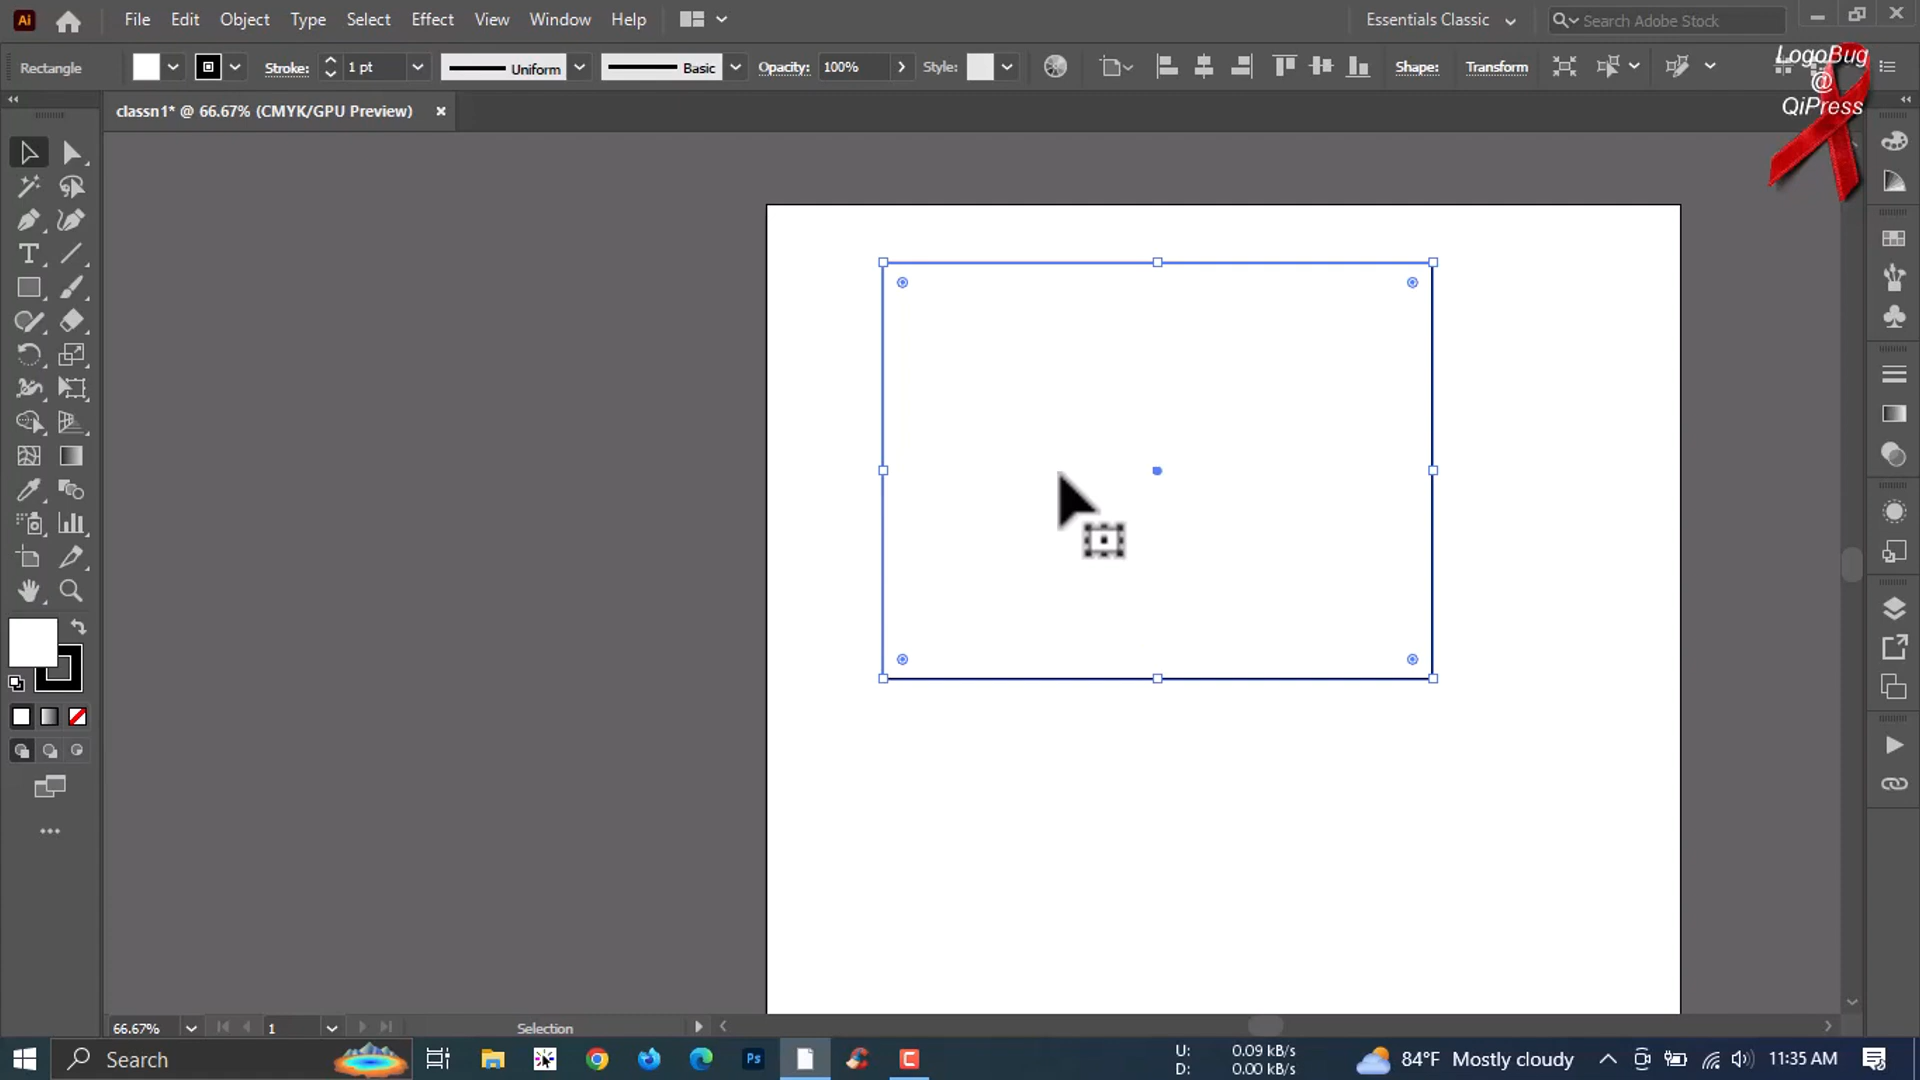 File Edit Object Type Select Effect View Window Help
Essentials Classic
Search Adobe Stock
Rectangle
Stroke:
1 pt
Uniform
Basic
Opacity:
100%
Style:
Shape:
Transform
LogoBug
@
QiPress
classn1* @ 66.67% (CMYK/GPU Preview)
66.67%
1
Selection
Search
U: 0.09 kB/s
D: 0.00 kB/s
84°F Mostly cloudy
11:35 AM